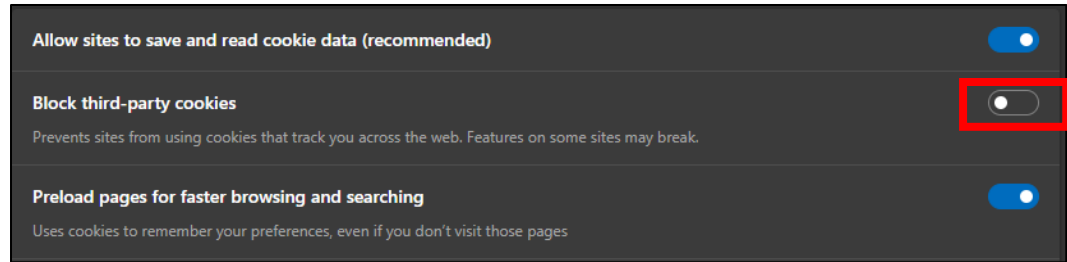 Allow sites to save and read cookie data (recommended)
Block third-party cookies
Prevents sites from using cookies that track you across the web. Features on some sites may break.
Preload pages for faster browsing and searching
Uses cookies to remember your preferences, even if you don't visit those pages